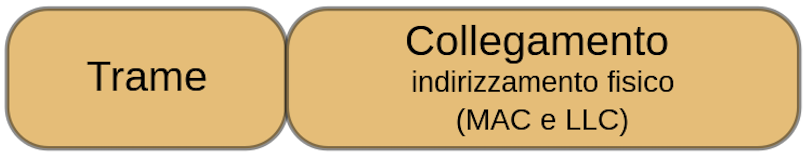 Trame
Collegamento
indirizzamento fisico
(MAC e LLC)